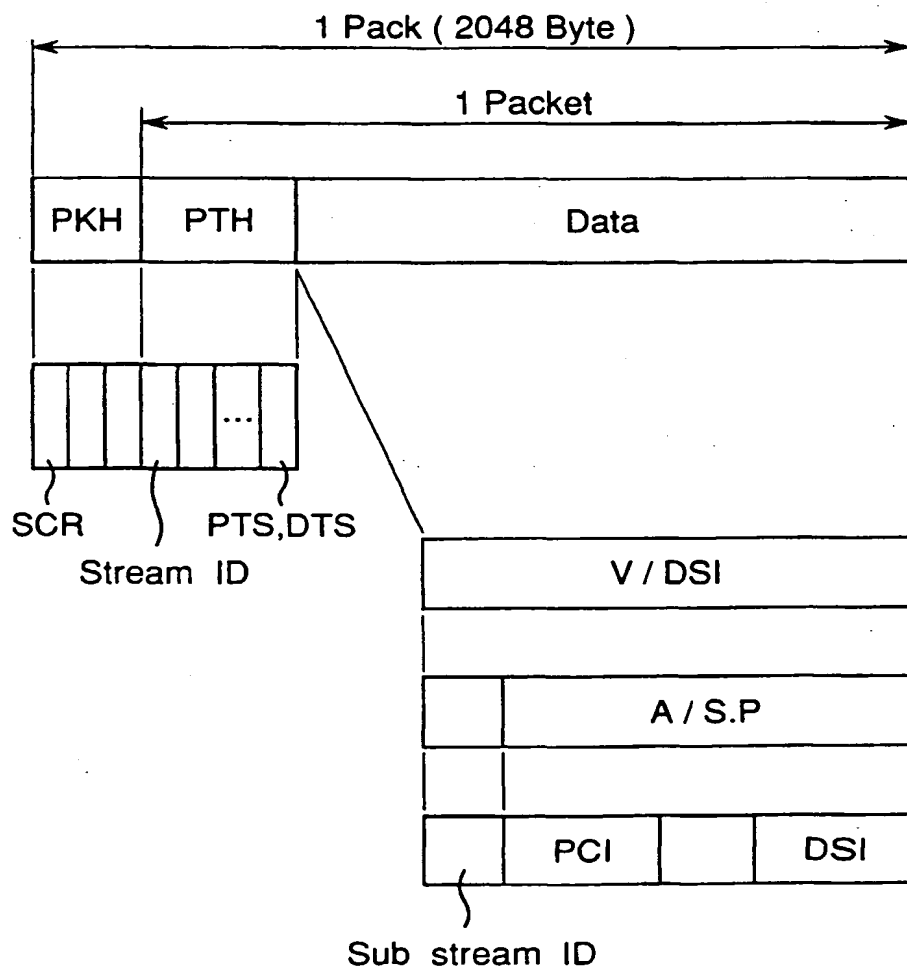 1 Pack ( 2048 Byte )
1 Packet
PKH PTH Data
...
SCR PTS,DTS
Stream ID
V / DSI
A / S.P
PCI DSI
Sub stream ID